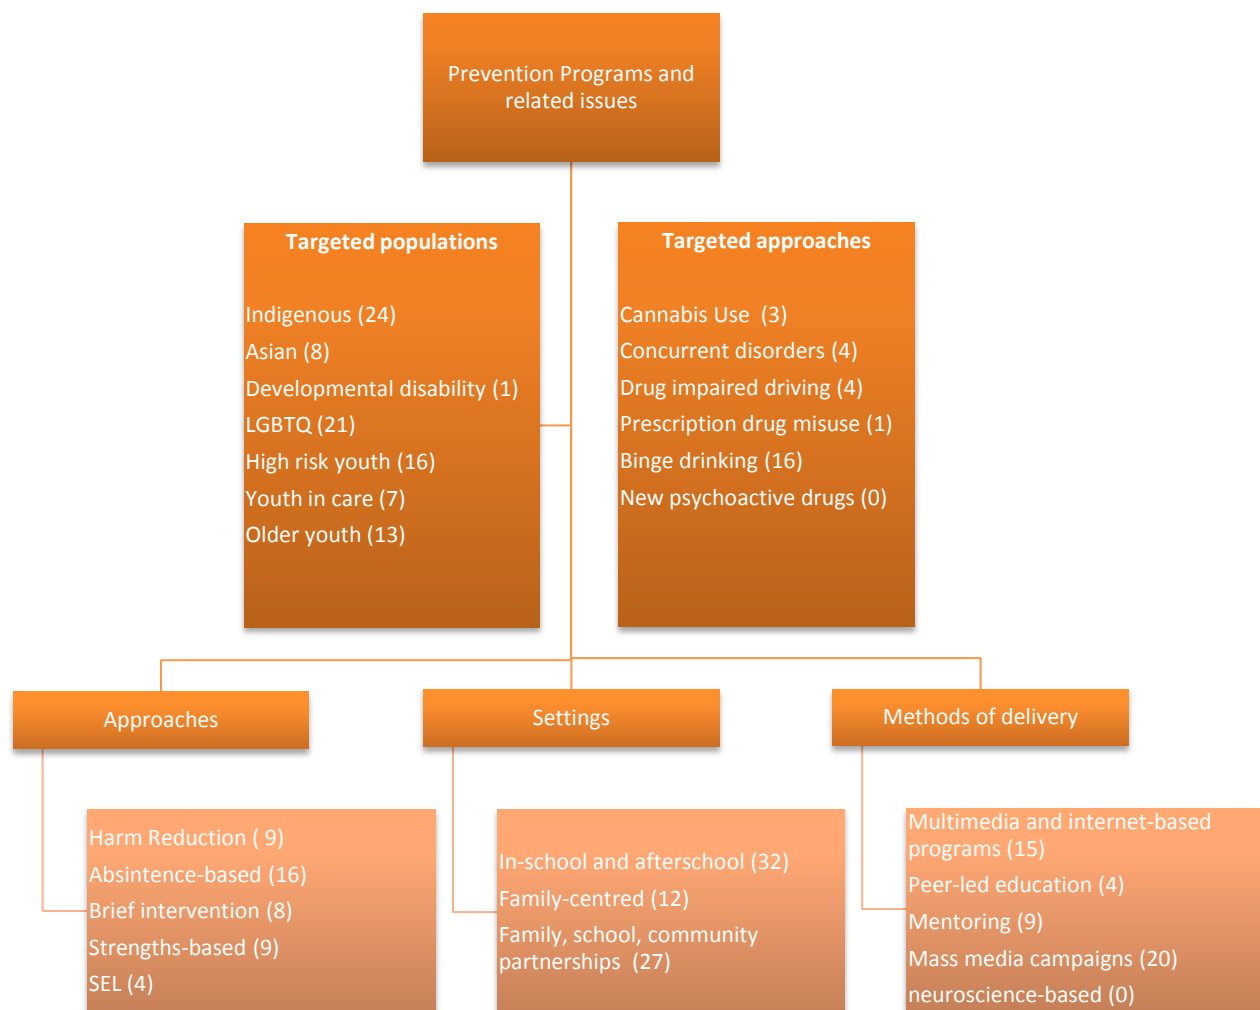 Prevention Programs and
related issues
Targeted populations
Indigenous (24)
Asian (8)
Developmental disability (1)
LGBTQ (21)
High risk youth (16)
Youth in care (7)
Older youth (13)
Targeted approaches
Cannabis Use  (3)
Concurrent disorders (4)
Drug impaired driving (4)
Prescription drug misuse (1)
Binge drinking (16)
New psychoactive drugs (0)
Approaches
Harm Reduction ( 9)
Absintence-based (16)
Brief intervention (8)
Strengths-based (9)
SEL (4)
Settings
In-school and afterschool (32)
Family-centred (12)
Family, school, community
partnerships  (27)
Methods of delivery
Multimedia and internet-based
programs (15)
Peer-led education (4)
Mentoring (9)
Mass media campaigns (20)
neuroscience-based (0)